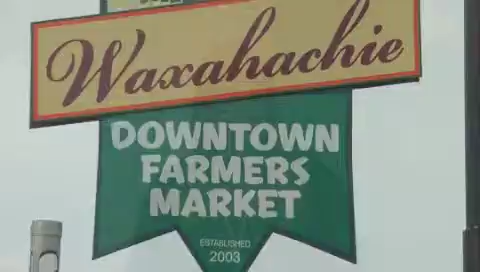 Waxahachie
DOWNTOWN
FARMERS
MARKET
ESTABLISHED
2003